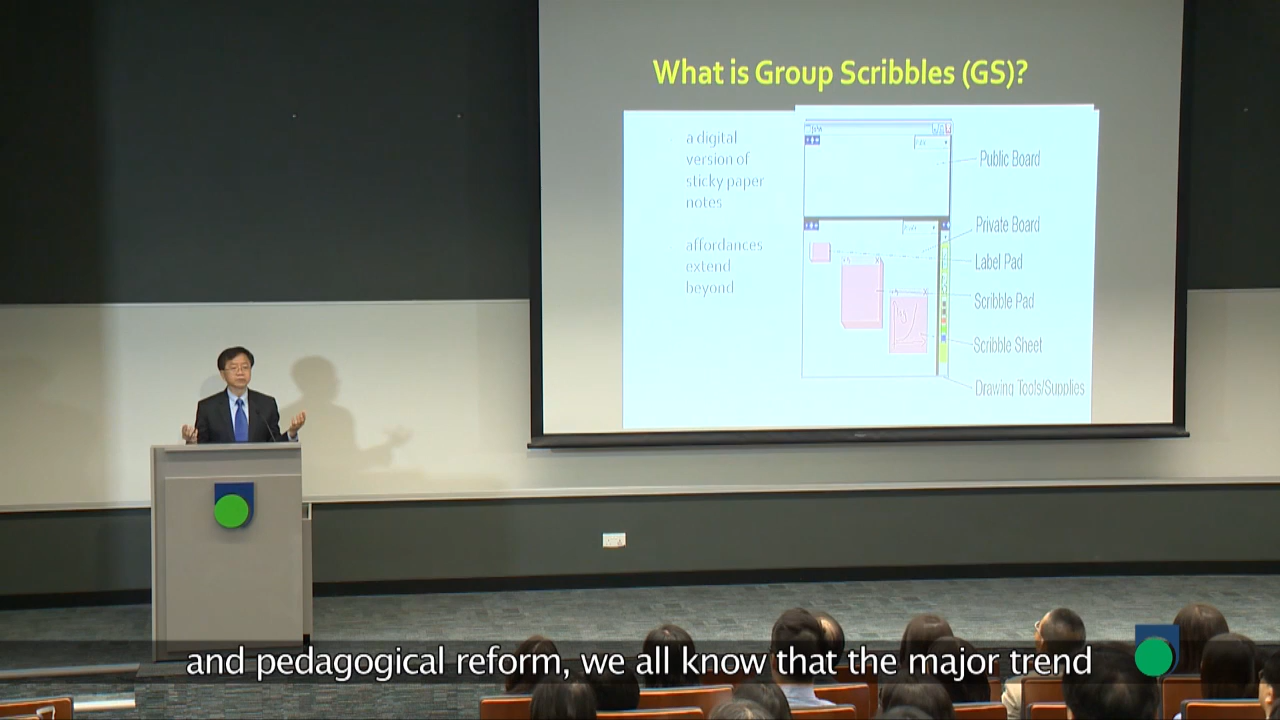 What is Group Scribbles (GS)?
a digital
version of
sticky paper
notes
affordances
extend
beyond
Public Board
Private Board
Label Pad
Scribble Pad
Scribble Sheet
Drawing Tools/Supplies
and pedagogical reform, we all know that the major trend